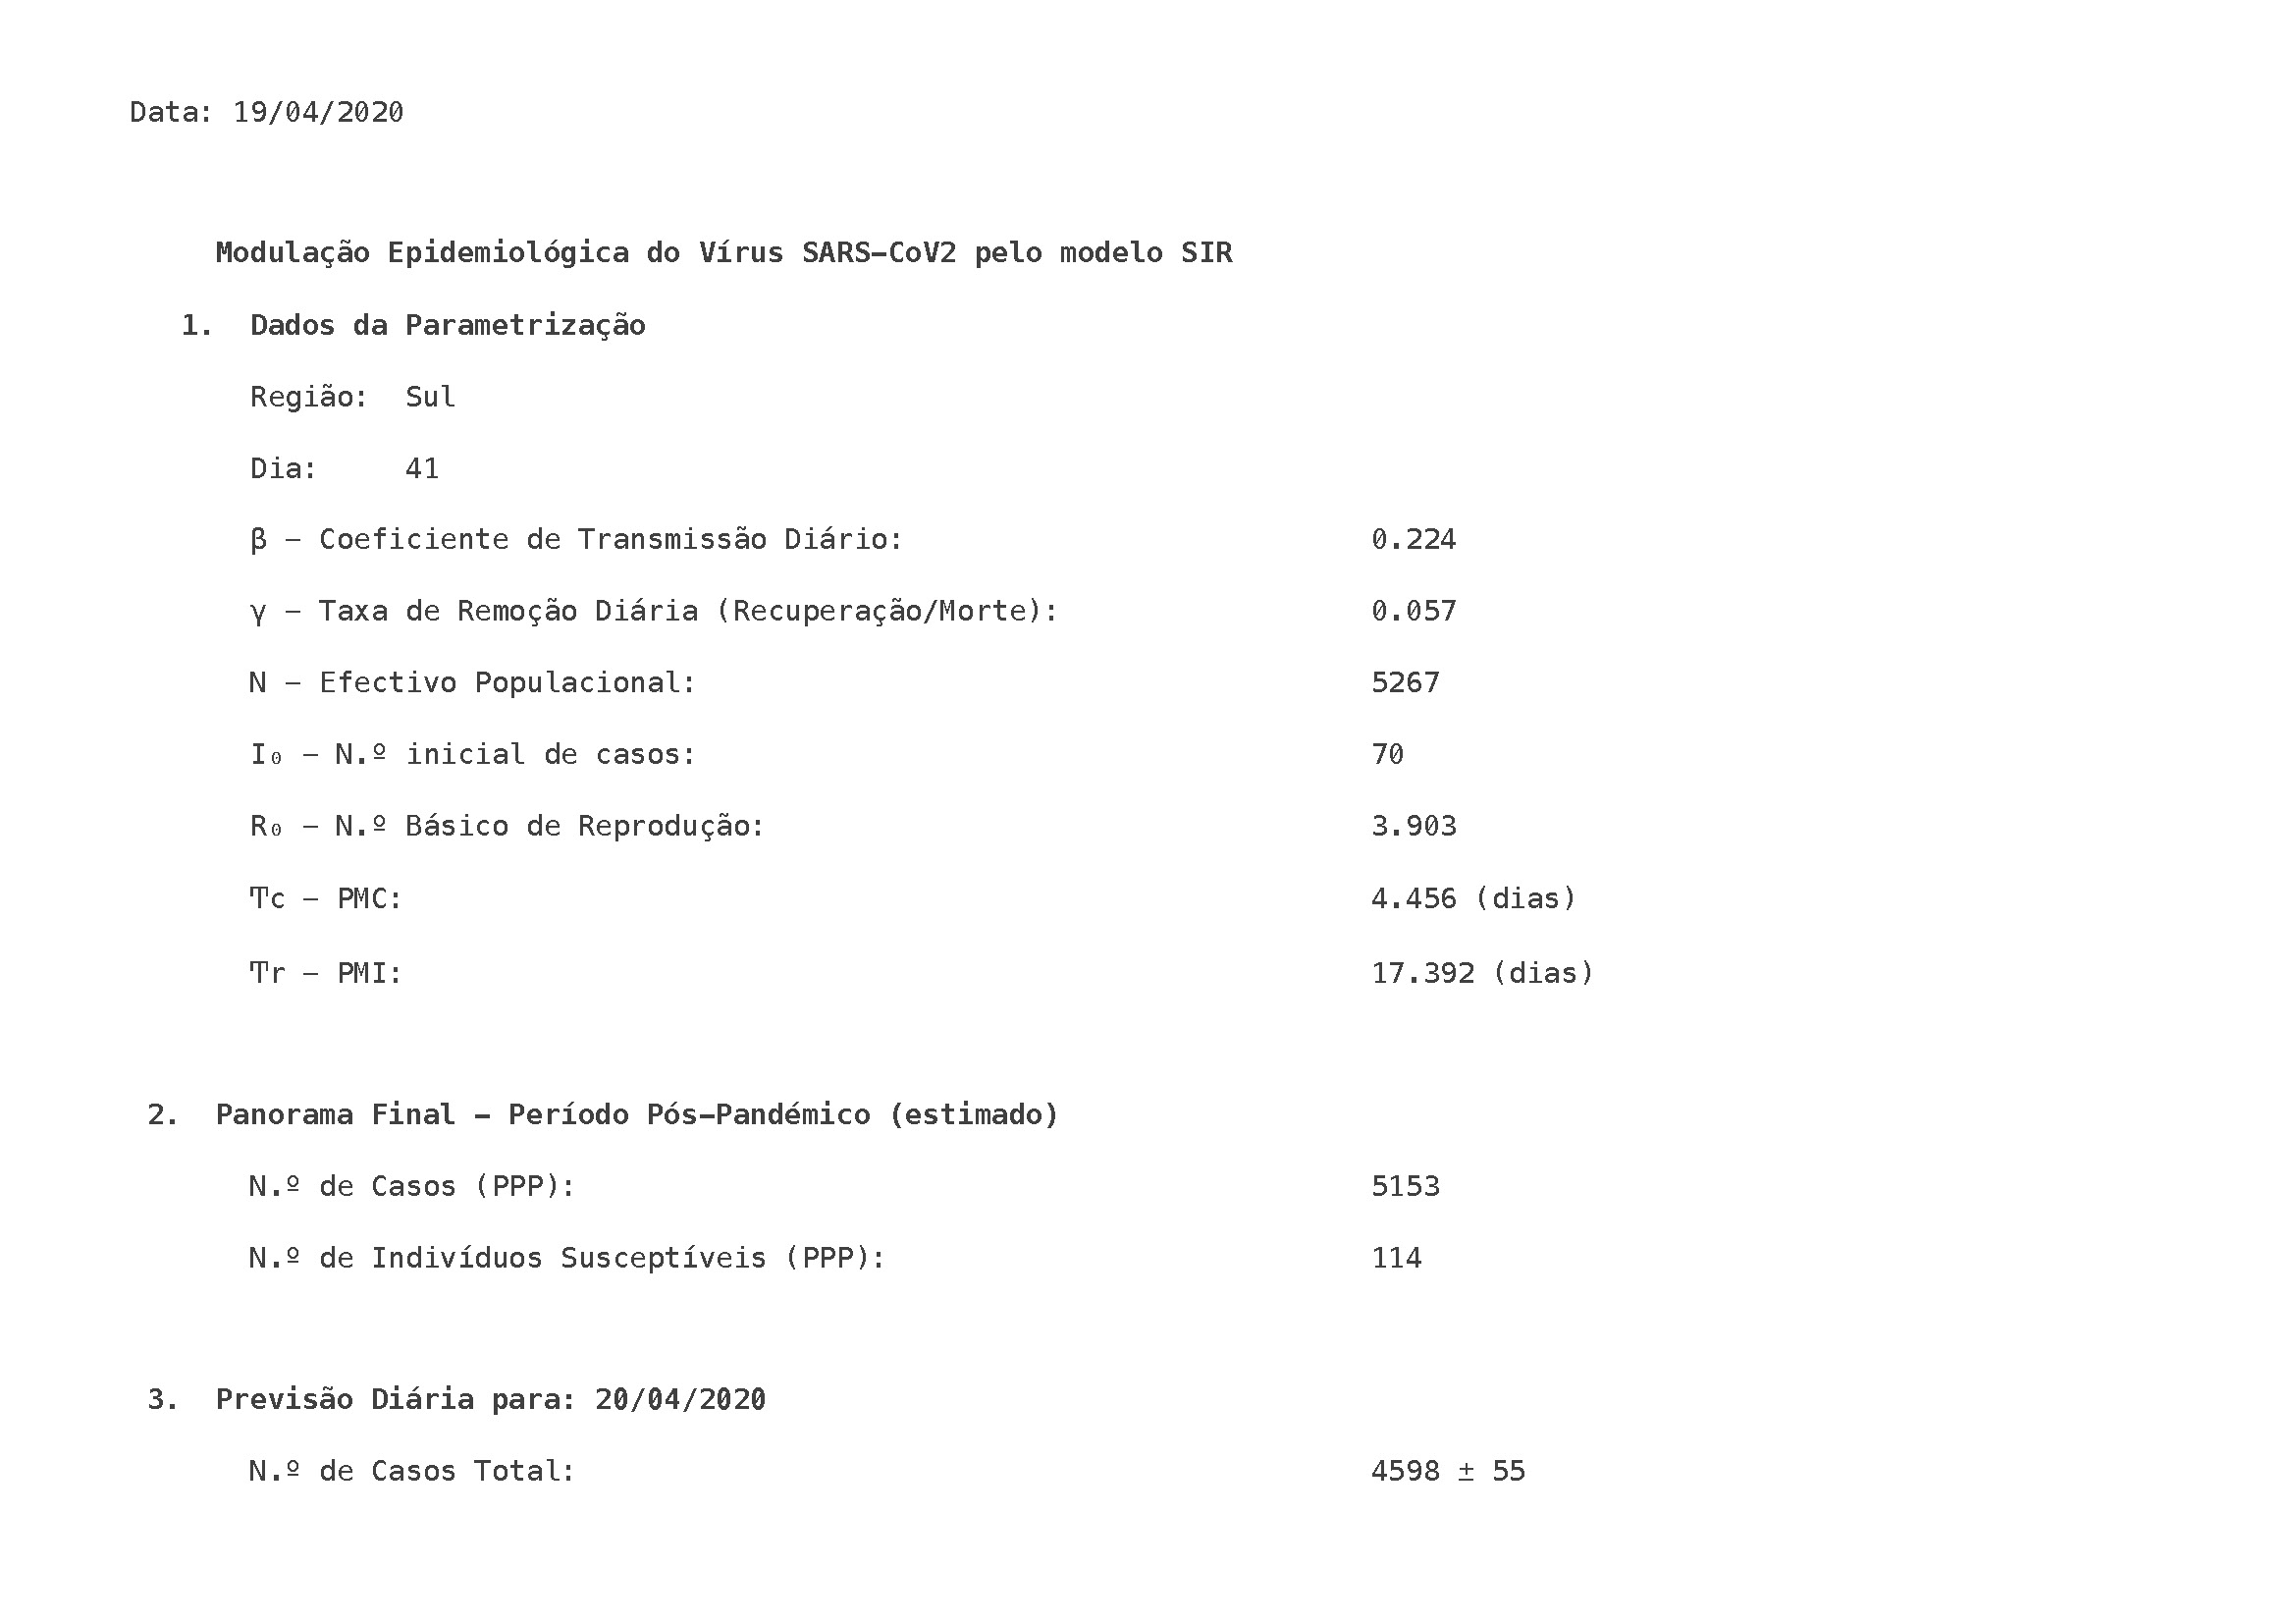 Data: 19/04/2020
Modulação Epidemiológica do Vírus SARS–CoV2 pelo modelo SIR
1. Dados da Parametrização
Região: Sul
Dia: 41
β – Coeficiente de Transmissão Diário: 0.224
γ – Taxa de Remoção Diária (Recuperação/Morte): 0.057
N – Efectivo Populacional: 5267
I₀ – N.º inicial de casos: 70
R₀ – N.º Básico de Reprodução: 3.903
Ͳc – PMC: 4.456 (dias)
Ͳr – PMI: 17.392 (dias)
2. Panorama Final – Período Pós–Pandémico (estimado)
N.º de Casos (PPP): 5153
N.º de Indivíduos Susceptíveis (PPP): 114
3. Previsão Diária para: 20/04/2020
N.º de Casos Total: 4598 ± 55